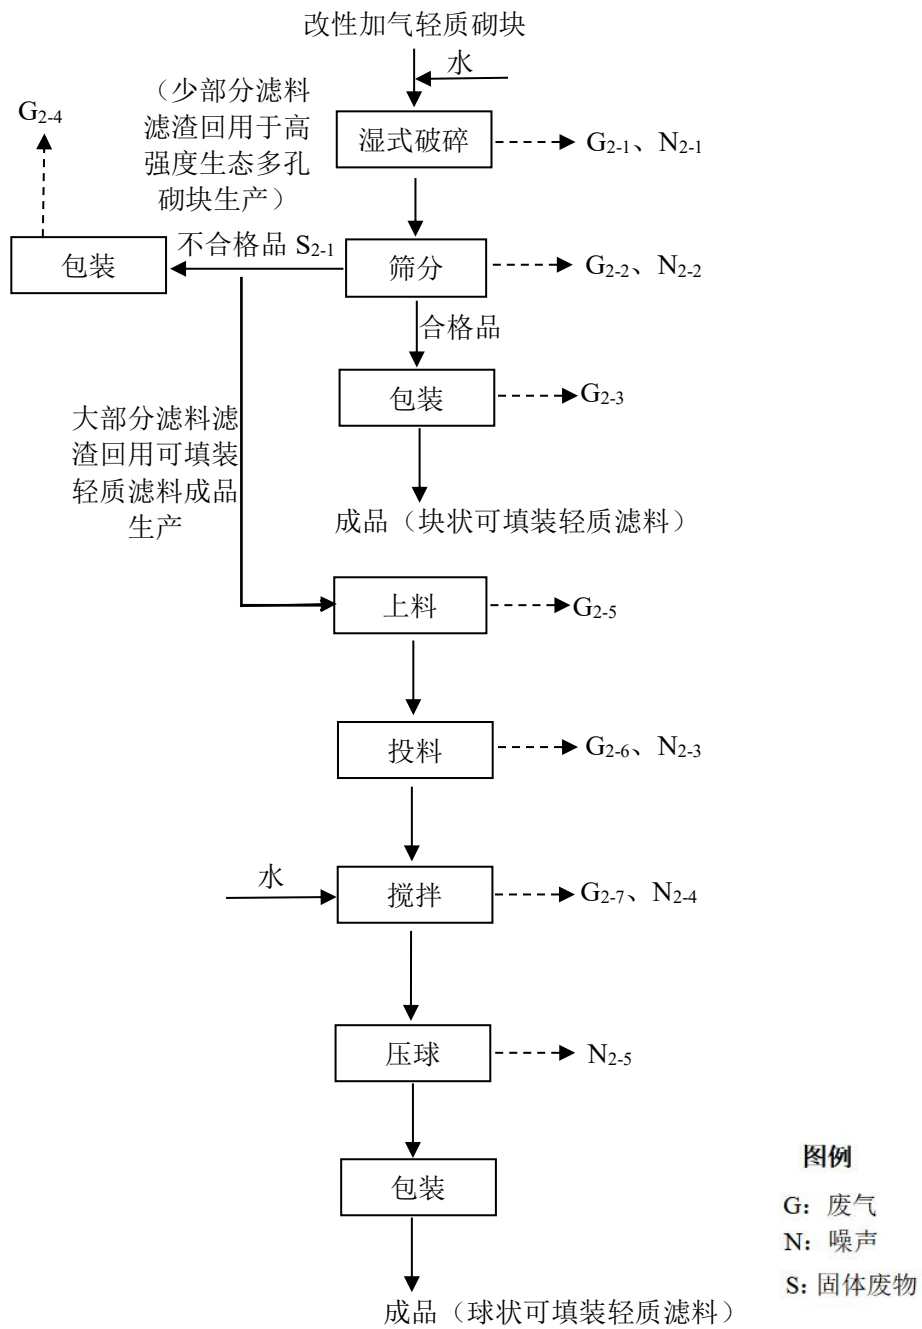 改性加气轻质砌块
水
（少部分滤料
滤渣回用于高
强度生态多孔
砌块生产）
G2-4
湿式破碎
G2-1、N2-1
不合格品 S2-1
包装
筛分
G2-2、N2-2
合格品
包装
G2-3
大部分滤料滤
渣回用可填装
轻质滤料成品
生产
成品（块状可填装轻质滤料）
上料
G2-5
投料
G2-6、N2-3
水
搅拌
G2-7、N2-4
压球
N2-5
包装
成品（球状可填装轻质滤料）
图例
G：废气
N：噪声
S：固体废物